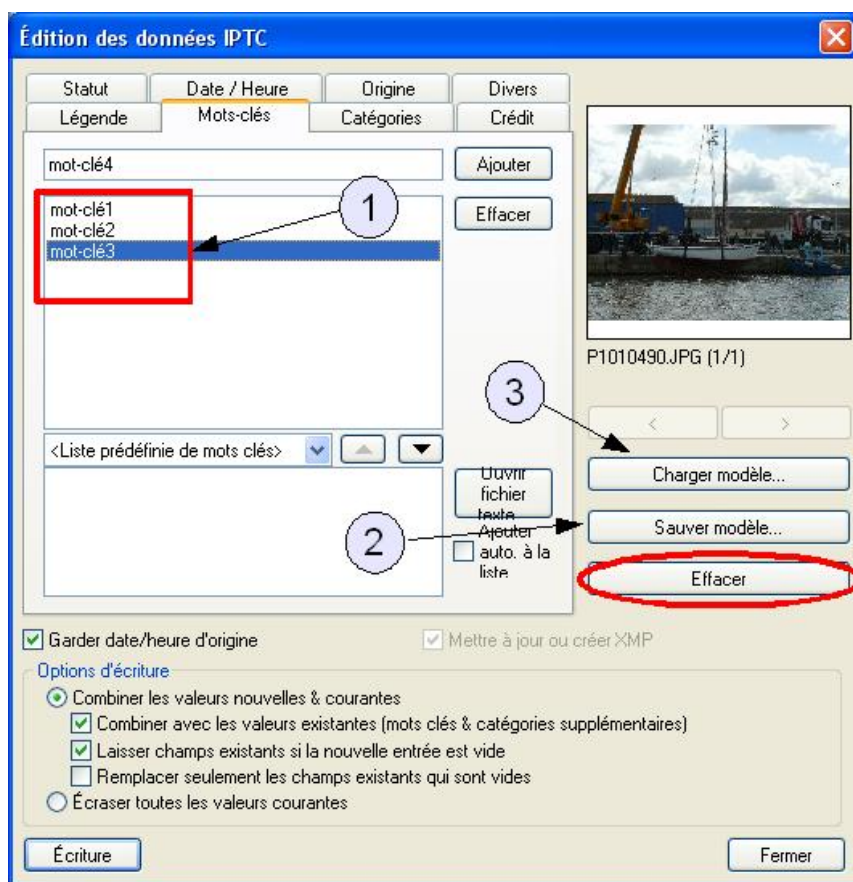 Édition des données IPTC
Statut
Date / Heure
Origine
Divers
Légende
Mots-clés
Catégories
Crédit
mot-clé4
Ajouter
1
mot-clé1
mot-clé2
mot-clé3
Effacer
P1010490.JPG (1/1)
3
<
>
<Liste prédéfinie de mots clés>
Charger modèle...
Ouvrir
fichier
texte
2
Ajouter
auto. à la
liste
Sauver modèle...
Effacer
Garder date/heure d'origine
Mettre à jour ou créer XMP
Options d'écriture
Combiner les valeurs nouvelles & courantes
Combiner avec les valeurs existantes (mots clés & catégories supplémentaires)
Laisser champs existants si la nouvelle entrée est vide
Remplacer seulement les champs existants qui sont vides
Écraser toutes les valeurs courantes
Écriture
Fermer